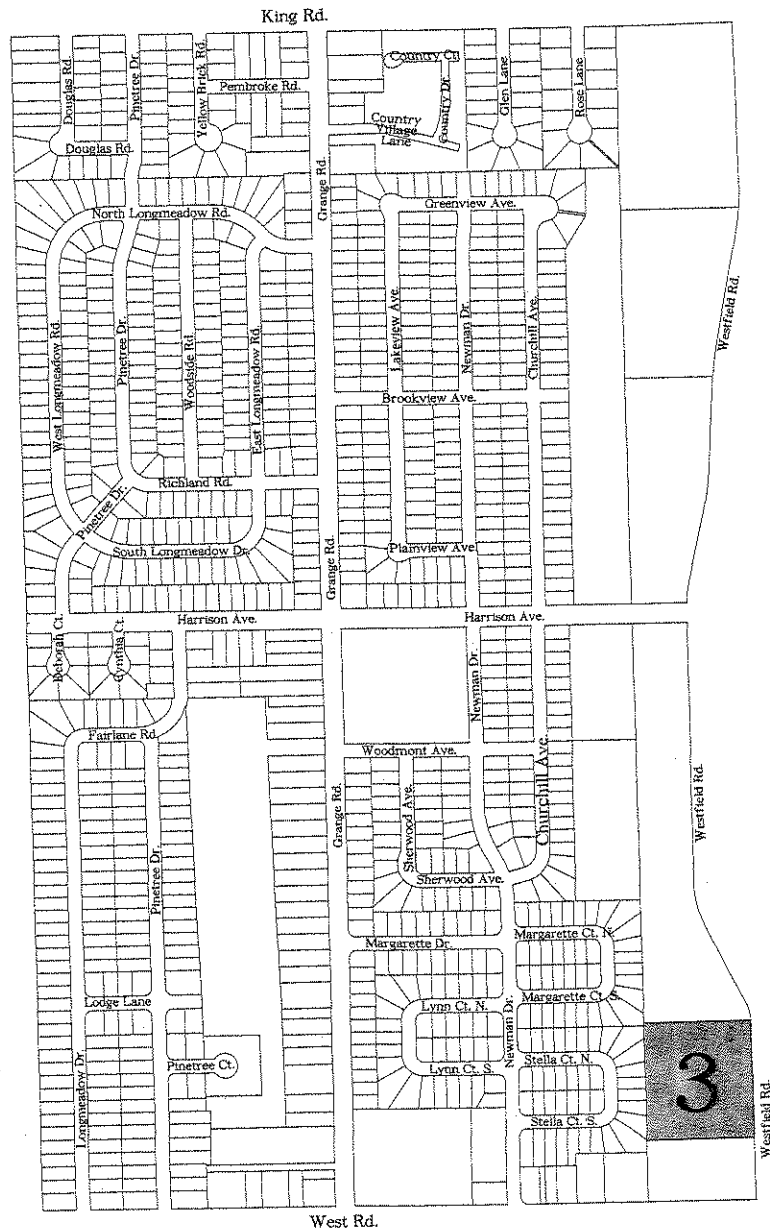 King Rd.
Douglas Rd.
Pinetree Dr.
Yellow Brick Rd.
Pembroke Rd.
Country Ct.
Country Dr.
Country
Village
Lane
Glen Lane
Rose Lane
Douglas Rd.
Grange Rd.
North Longmeadow Rd.
Greenview Ave.
West Longmeadow Rd.
Pinetree Dr.
Woodside Rd.
East Longmeadow Rd.
Lakeview Ave.
Newman Dr.
Churchill Ave.
Westfield Rd.
Brookview Ave.
Richland Rd.
Pinetree Dr.
South Longmeadow Dr.
Grange Rd.
Plainview Ave.
Harrison Ave.
Harrison Ave.
Deborah Ct.
Cynthia Ct.
Newman Dr.
Fairlane Rd.
Woodmont Ave.
Grange Rd.
Sherwood Ave.
Churchill Ave.
Westfield Rd.
Pinetree Dr.
Sherwood Ave.
Margarette Dr.
Margarette Ct. N.
Lodge Lane
Lynn Ct. N.
Newman Dr.
Margarette Ct. S.
Longmeadow Dr.
Pinetree Ct.
Lynn Ct. S.
Stella Ct. N.
3
Stella Ct. S.
Westfield Rd.
West Rd.